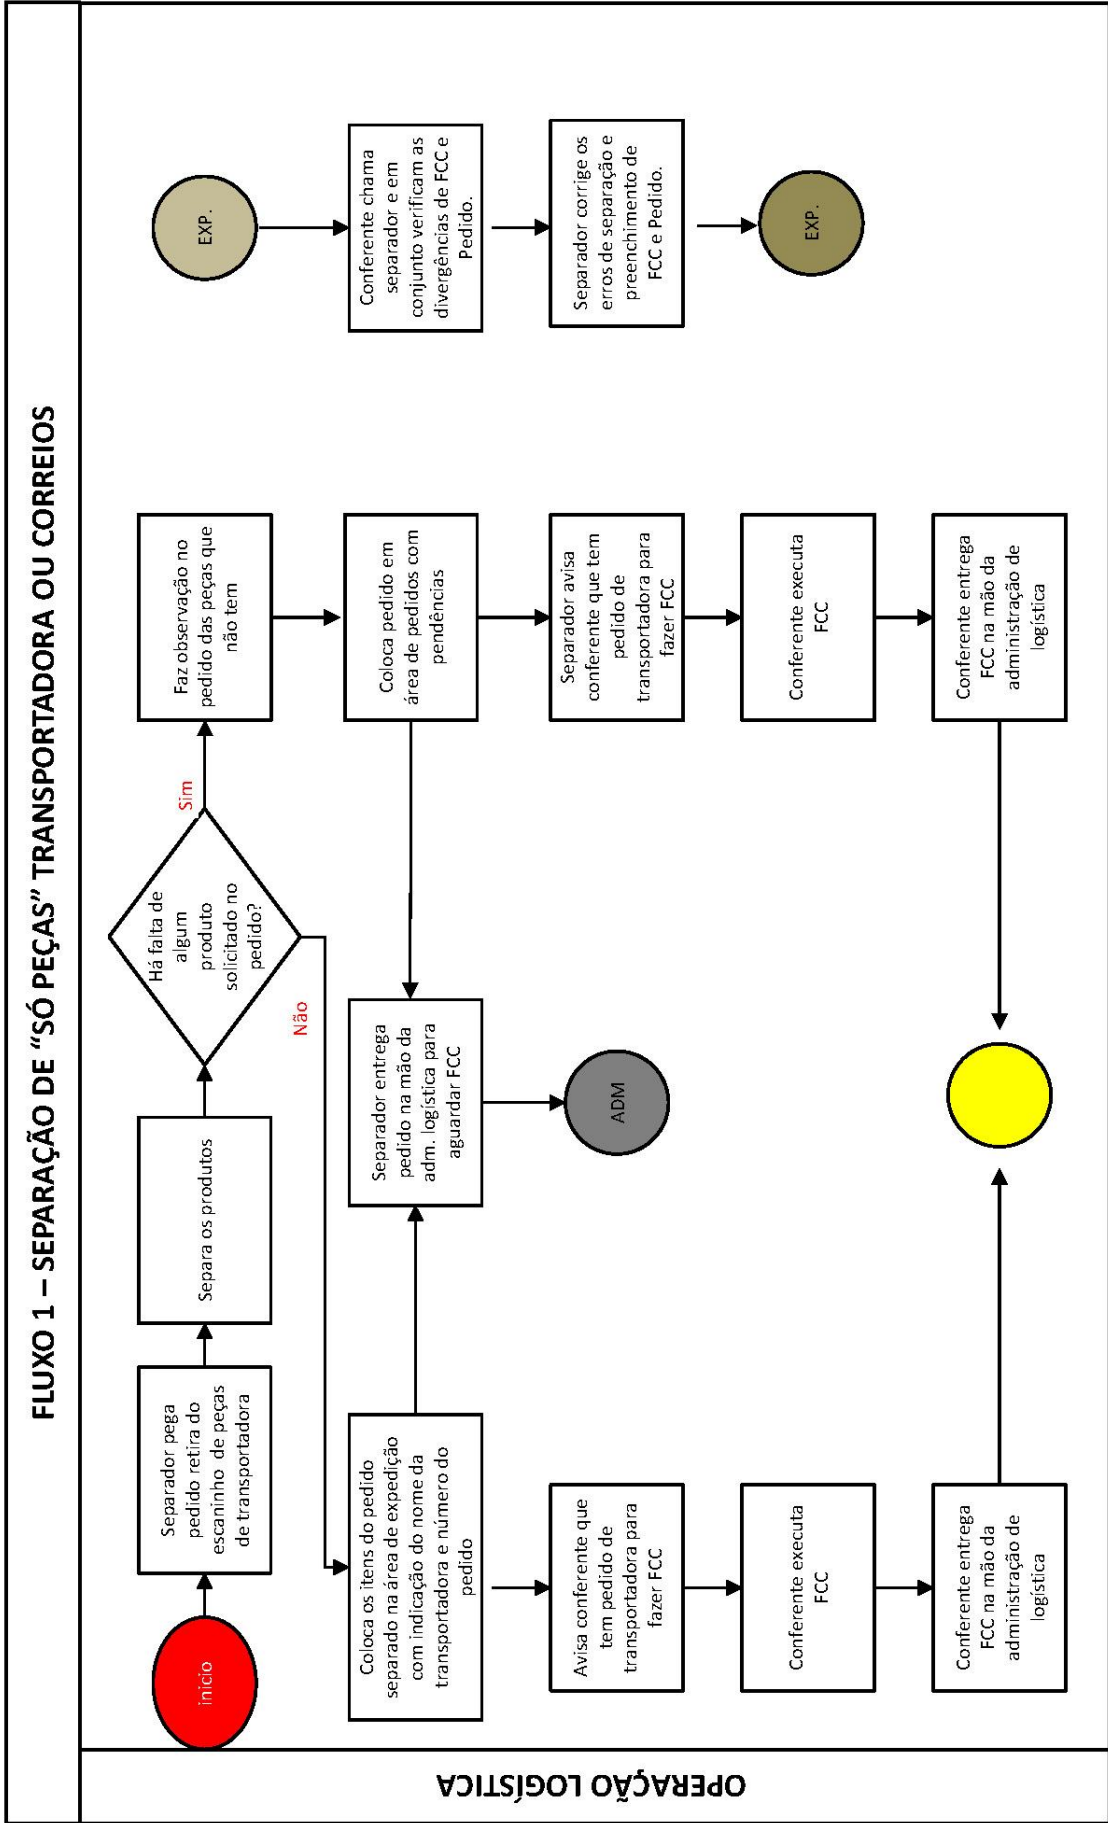 FLUXO 1 – SEPARAÇÃO DE “SÓ PEÇAS” TRANSPORTADORA OU CORREIOS
OPERAÇÃO LOGÍSTICA
inicio
Separador pega
pedido retira do
escaninho de peças
de transportadora
Separa os produtos
Há falta de
algum
produto
solicitado no
pedido?
Sim
Não
Faz observação no
pedido das peças que
não tem
EXP.
Coloca os itens do pedido
separado na área de expedição
com indicação do nome da
transportadora e número do
pedido
Separador entrega
pedido na mão da
adm. logística para
aguardar FCC
Coloca pedido em
área de pedidos com
pendências
Conferente chama
separador e em
conjunto verificam as
divergências de FCC e
Pedido.
Avisa conferente que
tem pedido de
transportadora para
fazer FCC
ADM
Separador avisa
conferente que tem
pedido de
transportadora para
fazer FCC
Separador corrige os
erros de separação e
preenchimento de
FCC e Pedido.
Conferente executa
FCC
Conferente executa
FCC
EXP.
Conferente entrega
FCC na mão da
administração de
logística
Conferente entrega
FCC na mão da
administração de
logística